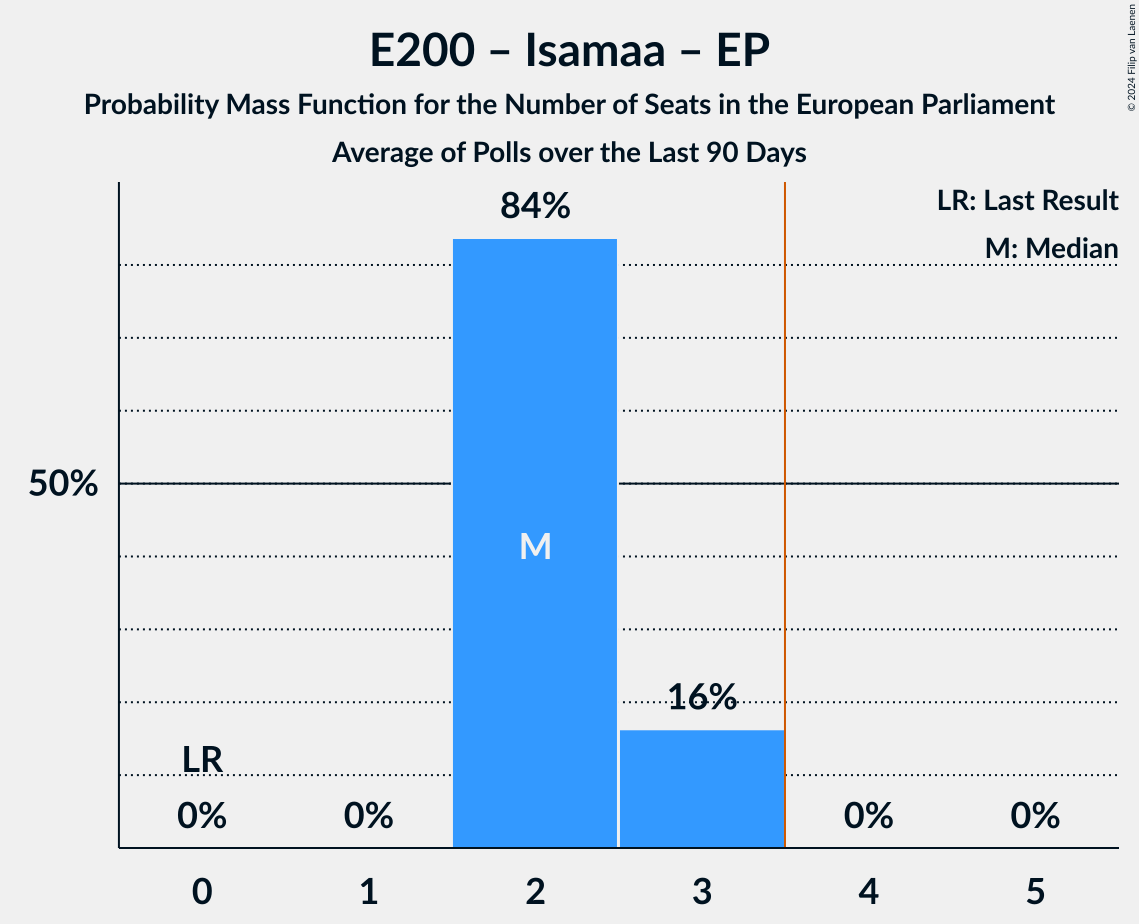 E200 – Isamaa – EP
Probability Mass Function for the Number of Seats in the European Parliament
Average of Polls over the Last 90 Days
© 2024 Filip van Laenen
LR: Last Result
M: Median
84%
50%
M
16%
LR
0% 0% 0% 0%
0 1 2 3 4 5